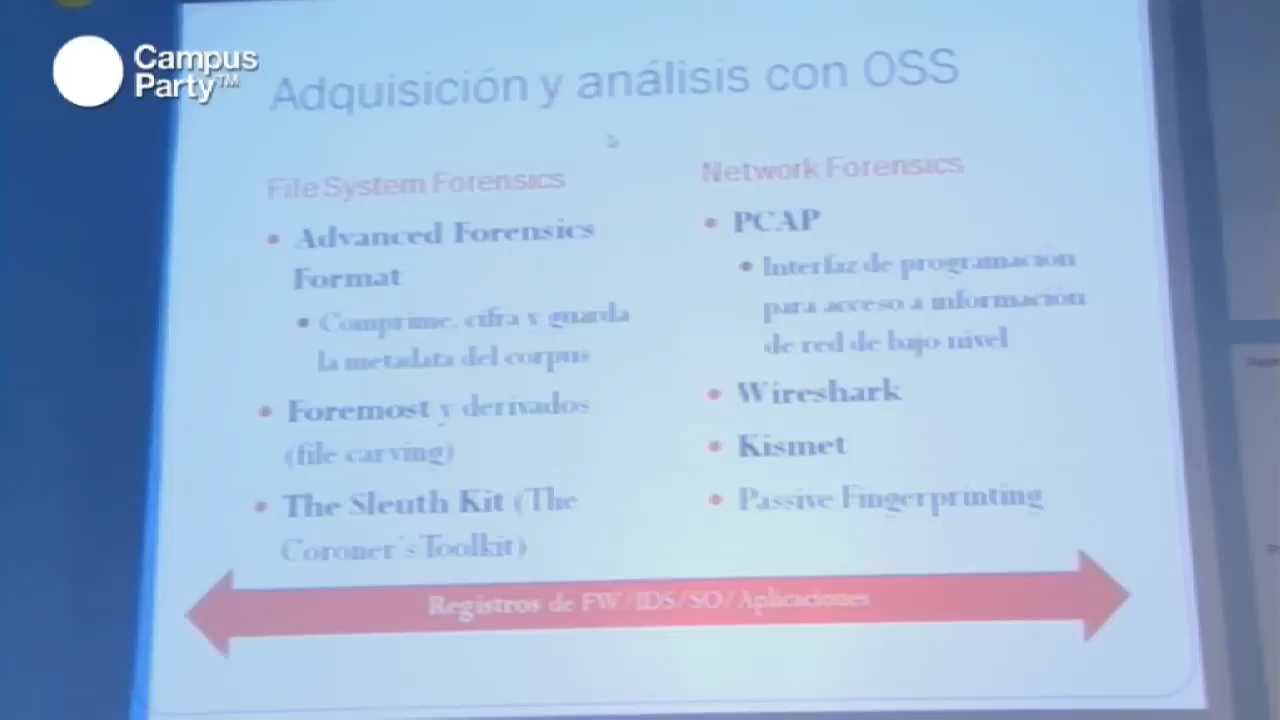 Campus
Party™
Adquisición y análisis con OSS
File System Forensics
• Advanced Forensics
Format
• Comprime, cifra y guarda
la metadata del corpus
• Foremost y derivados
(file carving)
• The Sleuth Kit (The
Coroner´s Toolkit)
Network Forensics
• PCAP
• Interfaz de programación
para acceso a información
de red de bajo nivel
• Wireshark
• Kismet
• Passive Fingerprinting
Registros de FW/IDS/SO/Aplicaciones